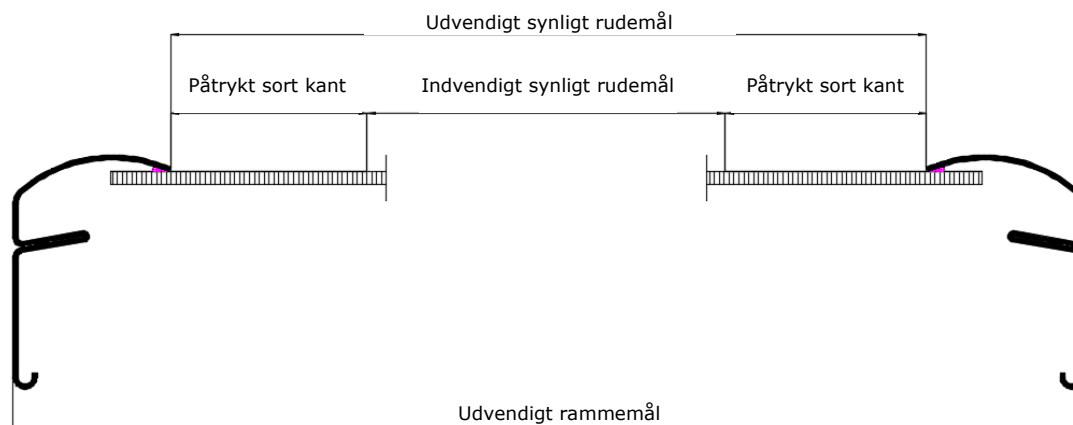 Udvendigt synligt rudemål
Påtrykt sort kant Indvendigt synligt rudemål Påtrykt sort kant
Udvendigt rammemål